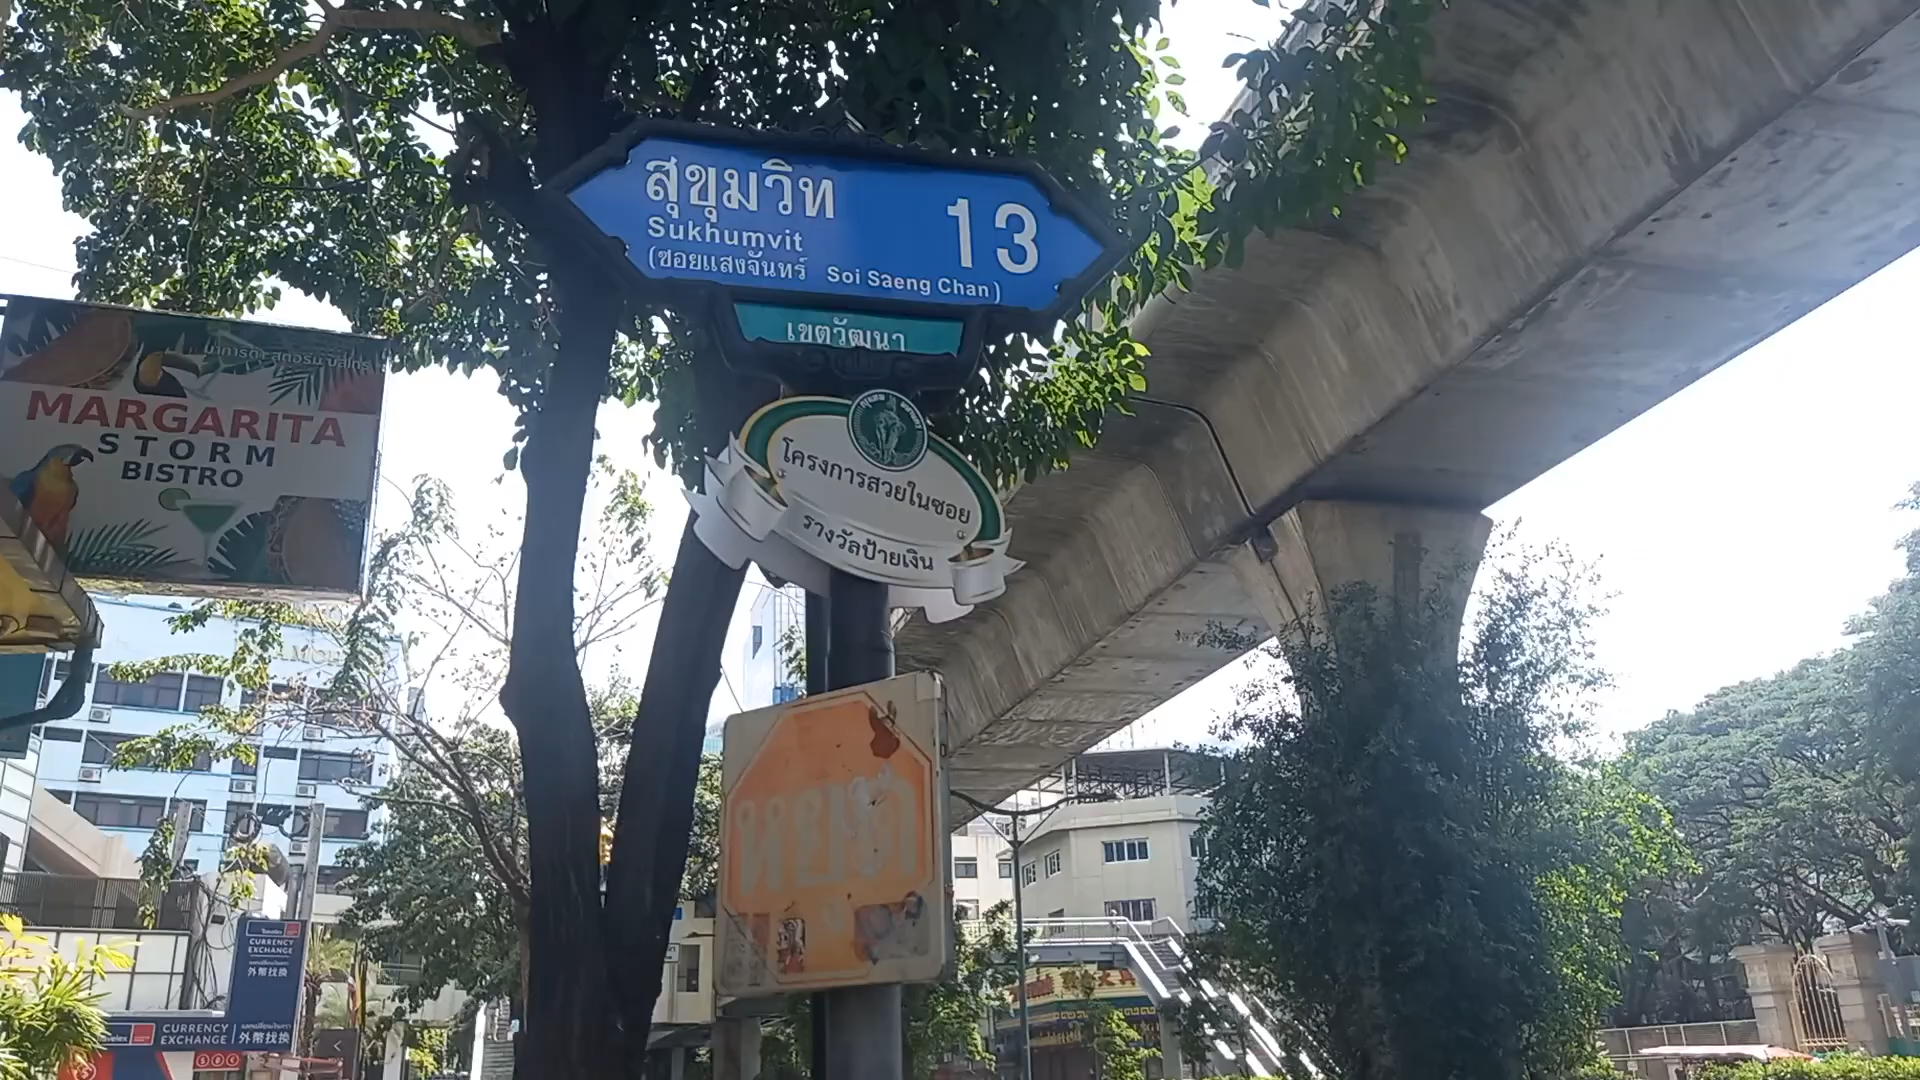 สุขุมวิท 13
Sukhumvit
(ซอยแสงจันทร์ Soi Saeng Chan)
เขตวัฒนา
โครงการสวยในซอย
รางวัลป้ายเงิน
หยุด
MARGARITA
STORM
BISTRO
CURRENCY
EXCHANGE
外幣找換
CURRENCY
EXCHANGE
外幣找換